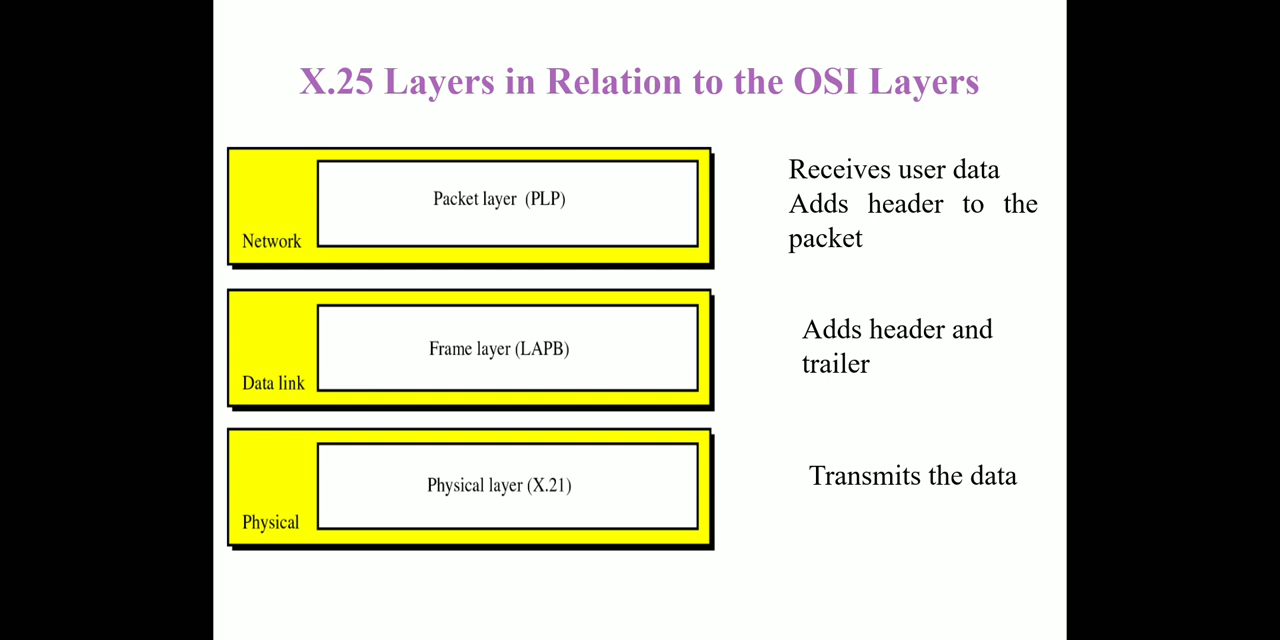 X.25 Layers in Relation to the OSI Layers
Packet layer (PLP)
Network
Receives user data
Adds header to the
packet
Frame layer (LAPB)
Data link
Adds header and
trailer
Physical layer (X.21)
Physical
Transmits the data